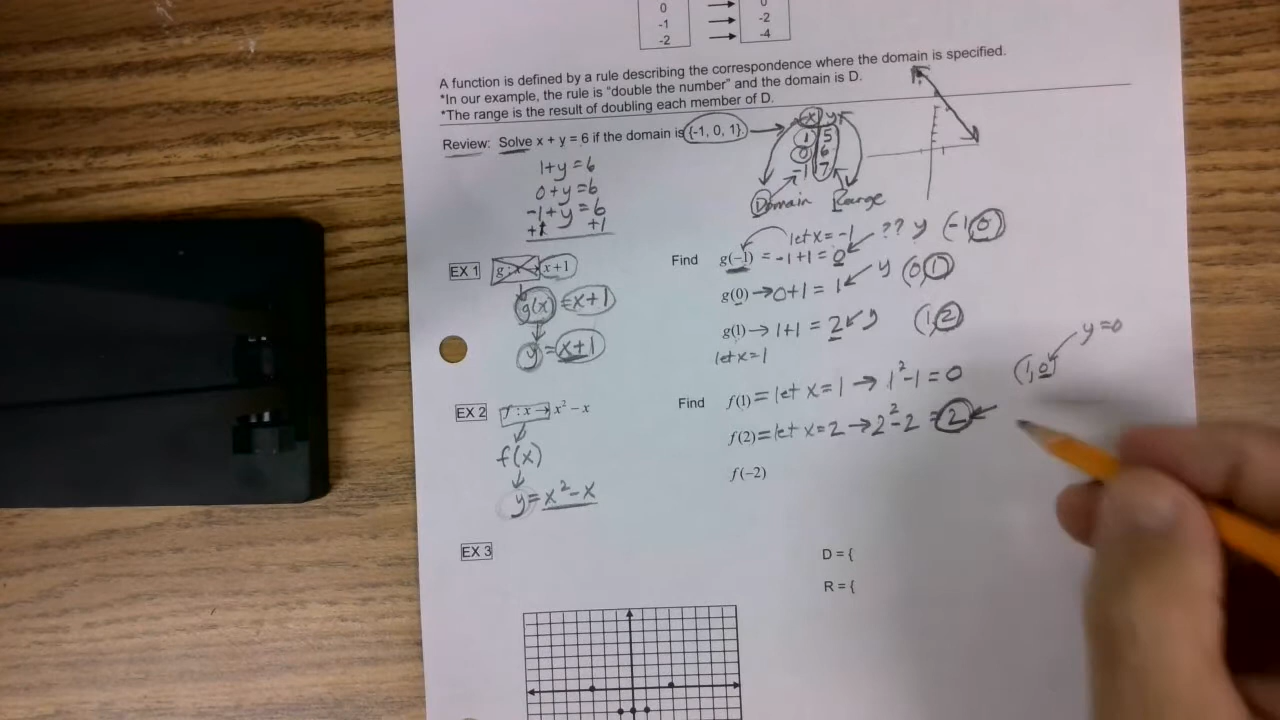 0 → 0
-1 → -2
-2 → -4
A function is defined by a rule describing the correspondence where the domain is specified.
*In our example, the rule is “double the number” and the domain is D.
*The range is the result of doubling each member of D.
Review: Solve x + y = 6 if the domain is {-1, 0, 1}.
x y
1 5
0 6
-1 7
Domain Range
1+y=6
0+y=6
-1+y=6
+1 +1
EX 1 g : x → x+1
g(x) = x+1
y = x+1
Find
let x = -1
g(-1) = -1+1 = 0 ← ?? y (-1,0)
g(0) → 0+1 = 1 ← y (0,1)
g(1) → 1+1 = 2 ← y (1,2)
let x=1
EX 2 f : x → x² − x
f(x)
y = x²-x
Find
f(1) = let x = 1 → 1²-1 = 0 (1,0) y=0
f(2) = let x=2 → 2²-2 = 2 ←
f(−2)
EX 3
D = {
R = {